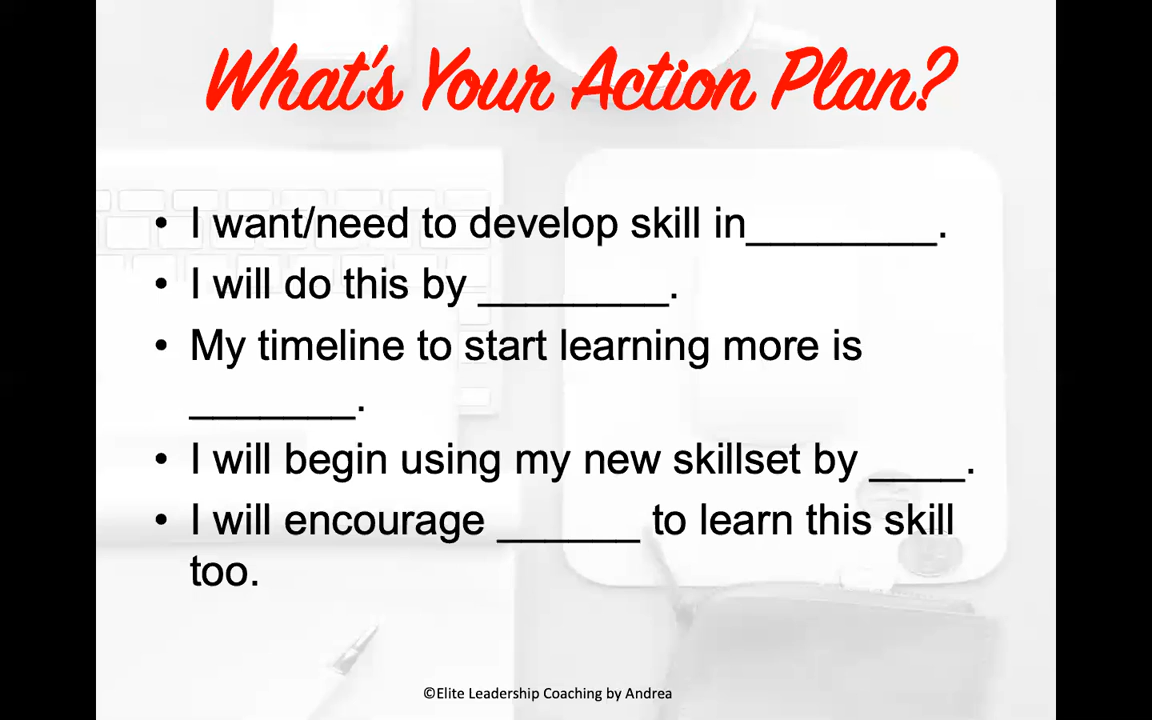 What's Your Action Plan?
• I want/need to develop skill in________.
• I will do this by ________.
• My timeline to start learning more is
_______.
• I will begin using my new skillset by ____.
• I will encourage ______ to learn this skill
too.
©Elite Leadership Coaching by Andrea